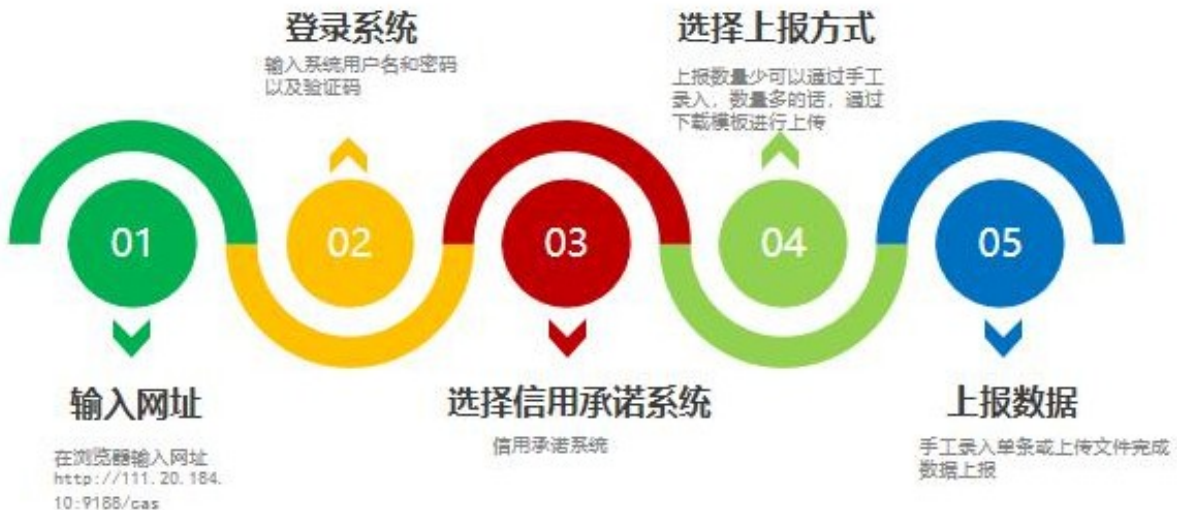 登录系统
输入系统用户名和密码
以及验证码
选择上报方式
上报数量少可以通过手工
录入，数量多的话，通过
下载模板进行上传
01
02
03
04
05
输入网址
在浏览器输入网址
http://111.20.184.
10:9188/cas
选择信用承诺系统
信用承诺系统
上报数据
手工录入单条或上传文件完成
数据上报